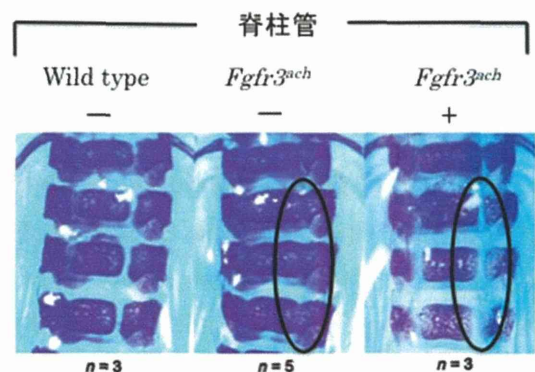 脊柱管
Wild type Fgfr3ach Fgfr3ach
— — +
n=3 n=5 n=3